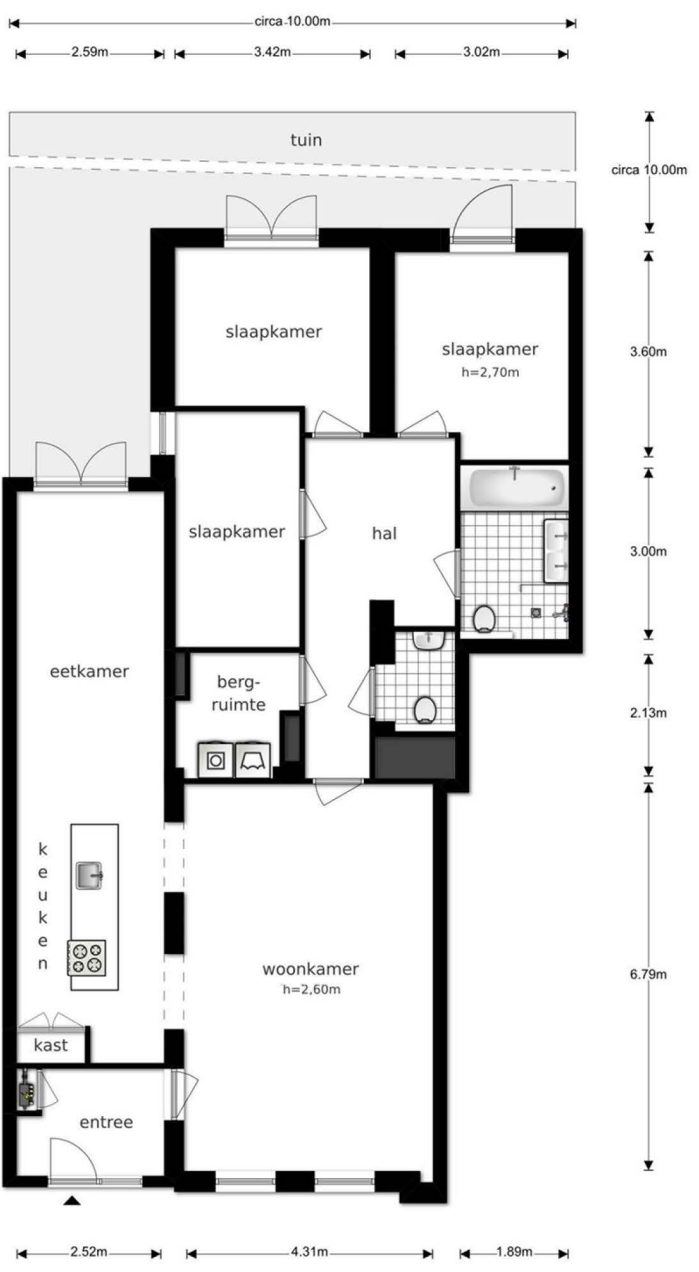 circa 10.00m
2.59m
3.42m
3.02m
tuin
circa 10.00m
slaapkamer
slaapkamer
h=2,70m
3.60m
slaapkamer
hal
3.00m
eetkamer
berg-
ruimte
2.13m
keuken
woonkamer
h=2,60m
6.79m
kast
entree
2.52m
4.31m
1.89m